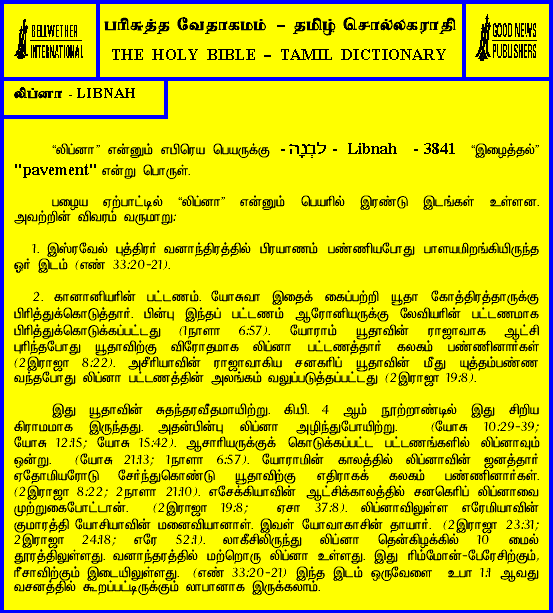 BELLWETHER
INTERNATIONAL
பரிசுத்த வேதாகமம் – தமிழ் சொல்லகராதி
THE HOLY BIBLE – TAMIL DICTIONARY
GOOD NEWS
PUBLISHERS
லிப்னா - LIBNAH
“லிப்னா” என்னும் எபிரெய பெயருக்கு - לִבְנָה - Libnah - 3841 “இழைத்தல்”
"pavement" என்று பொருள்.
பழைய ஏற்பாட்டில் “லிப்னா” என்னும் பெயரில் இரண்டு இடங்கள் உள்ளன.
அவற்றின் விவரம் வருமாறு:
1. இஸ்ரவேல் புத்திரர் வனாந்திரத்தில் பிரயாணம் பண்ணியபோது பாளயமிறங்கியிருந்த
ஓர் இடம் (எண் 33:20-21).
2. கானானியரின் பட்டணம். யோசுவா இதைக் கைப்பற்றி யூதா கோத்திரத்தாருக்கு
பிரித்துக்கொடுத்தார். பின்பு இந்தப் பட்டணம் ஆரோனியருக்கு லேவியரின் பட்டணமாக
பிரித்துக்கொடுக்கப்பட்டது (1நாளா 6:57). யோராம் யூதாவின் ராஜாவாக ஆட்சி
புரிந்தபோது யூதாவிற்கு விரோதமாக லிப்னா பட்டணத்தார் கலகம் பண்ணினார்கள்
(2இராஜா 8:22). அசீரியாவின் ராஜாவாகிய சனகரிப் யூதாவின் மீது யுத்தம்பண்ண
வந்தபோது லிப்னா பட்டணத்தின் அலங்கம் வலுப்படுத்தப்பட்டது (2இராஜா 19:8).
இது யூதாவின் சுதந்தரவீதமாயிற்று. கி.பி. 4 ஆம் நூற்றாண்டில் இது சிறிய
கிராமமாக இருந்தது. அதன்பின்பு லிப்னா அழிந்துபோயிற்று. (யோசு 10:29-39;
யோசு 12:15; யோசு 15:42). ஆசாரியருக்குக் கொடுக்கப்பட்ட பட்டணங்களில் லிப்னாவும்
ஒன்று. (யோசு 21:13; 1நாளா 6:57). யோராமின் காலத்தில் லிப்னாவின் ஜனத்தார்
ஏதோமியரோடு சேர்ந்துகொண்டு யூதாவிற்கு எதிராகக் கலகம் பண்ணினார்கள்.
(2இராஜா 8:22; 2நாளா 21:10). எசேக்கியாவின் ஆட்சிக்காலத்தில் சனகெரிப் லிப்னாவை
முற்றுகைபோட்டான். (2இராஜா 19:8; ஏசா 37:8). லிப்னாவிலுள்ள எரேமியாவின்
குமாரத்தி யோசியாவின் மனைவியானாள். இவள் யோவாகாசின் தாயார். (2இராஜா 23:31;
2இராஜா 24:18; எரே 52:1). லாகீசிலிருந்து லிப்னா தென்கிழக்கில் 10 மைல்
தூரத்திலுள்ளது. வனாந்தரத்தில் மற்றொரு லிப்னா உள்ளது. இது ரிம்மோன்-பேரேசிற்கும்,
ரீசாவிற்கும் இடையிலுள்ளது. (எண் 33:20-21) இந்த இடம் ஒருவேளை உபா 1:1 ஆவது
வசனத்தில் கூறப்பட்டிருக்கும் லாபானாக இருக்கலாம்.